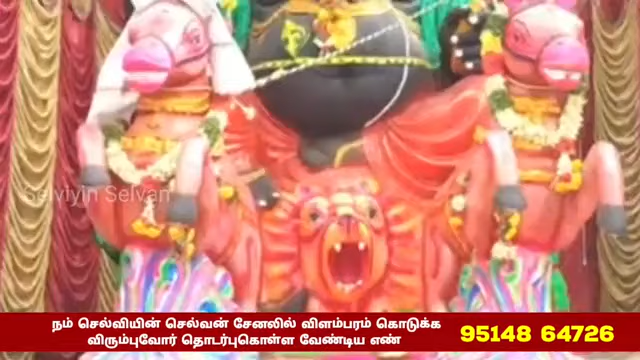 Selviyin Selvan
நம் செல்வியின் செல்வன் சேனலில் விளம்பரம் கொடுக்க
விரும்புவோர் தொடர்புகொள்ள வேண்டிய எண்
95148 64726